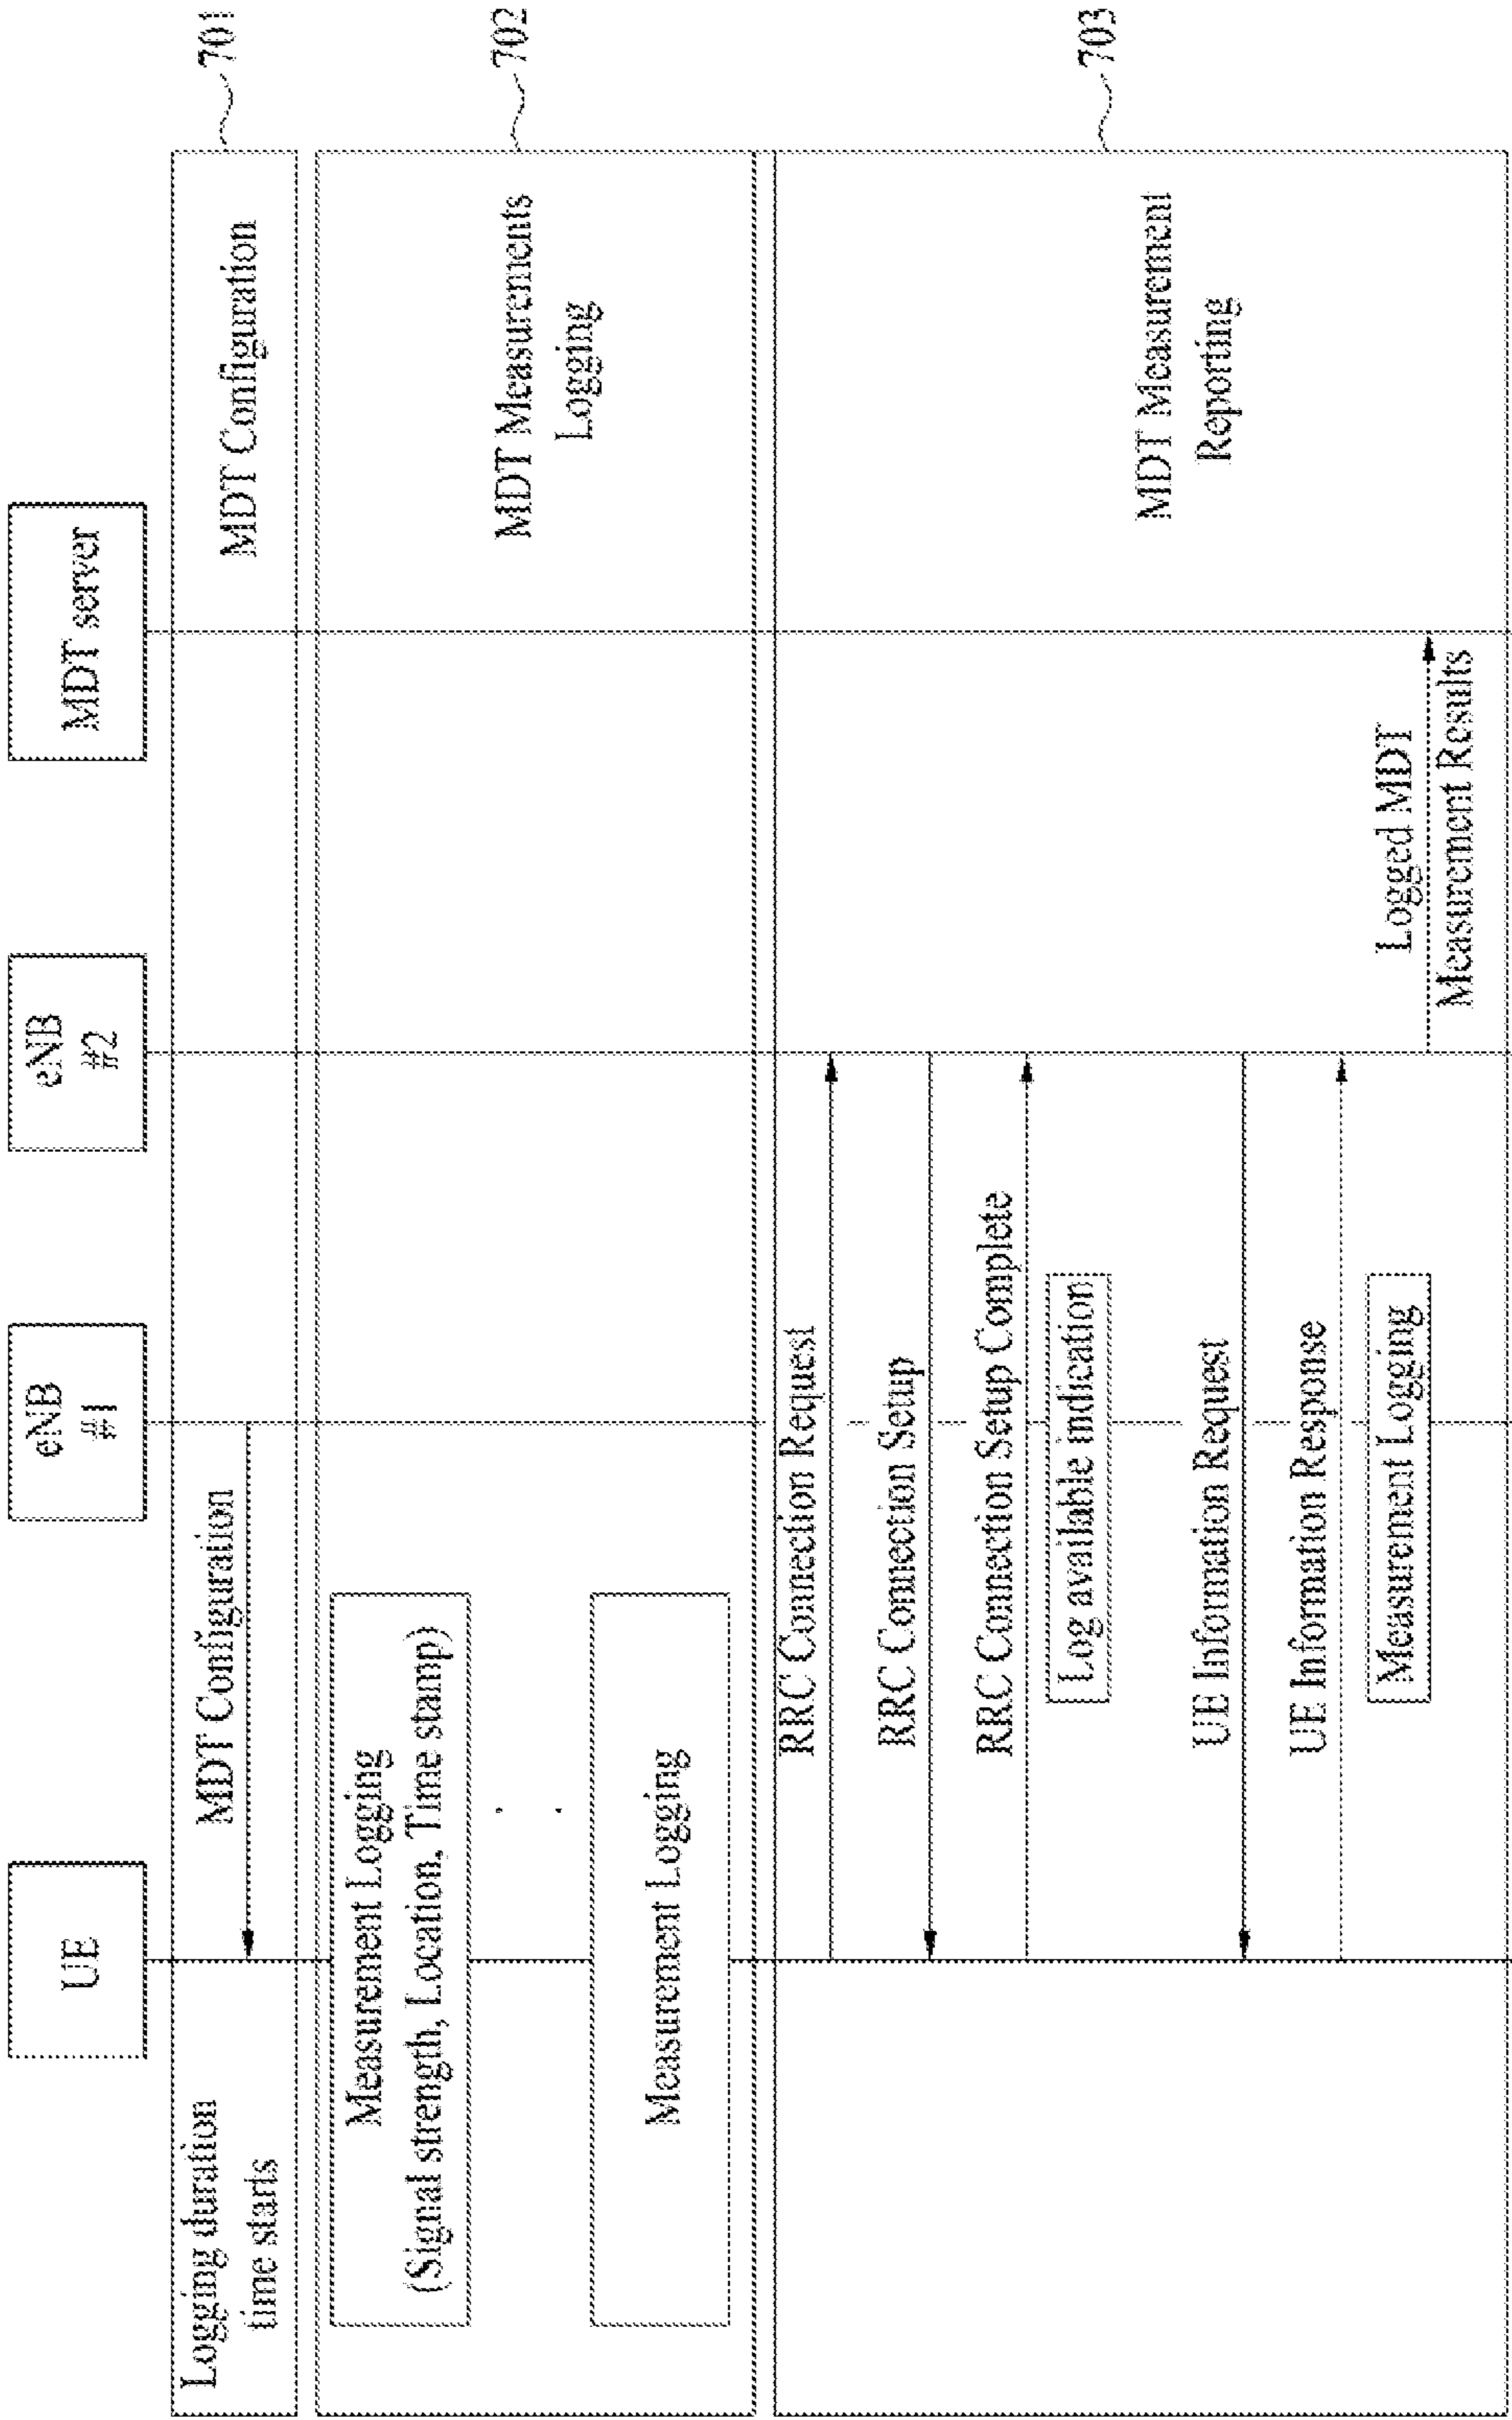 UE
eNB
#1
eNB
#2
MDT server
Logging duration
time starts
MDT Configuration
MDT Configuration
701
Measurement Logging
(Signal strength, Location, Time stamp)
.
.
Measurement Logging
MDT Measurements
Logging
702
RRC Connection Request
RRC Connection Setup
RRC Connection Setup Complete
Log available indication
UE Information Request
UE Information Response
Measurement Logging
Logged MDT
Measurement Results
MDT Measurement
Reporting
703